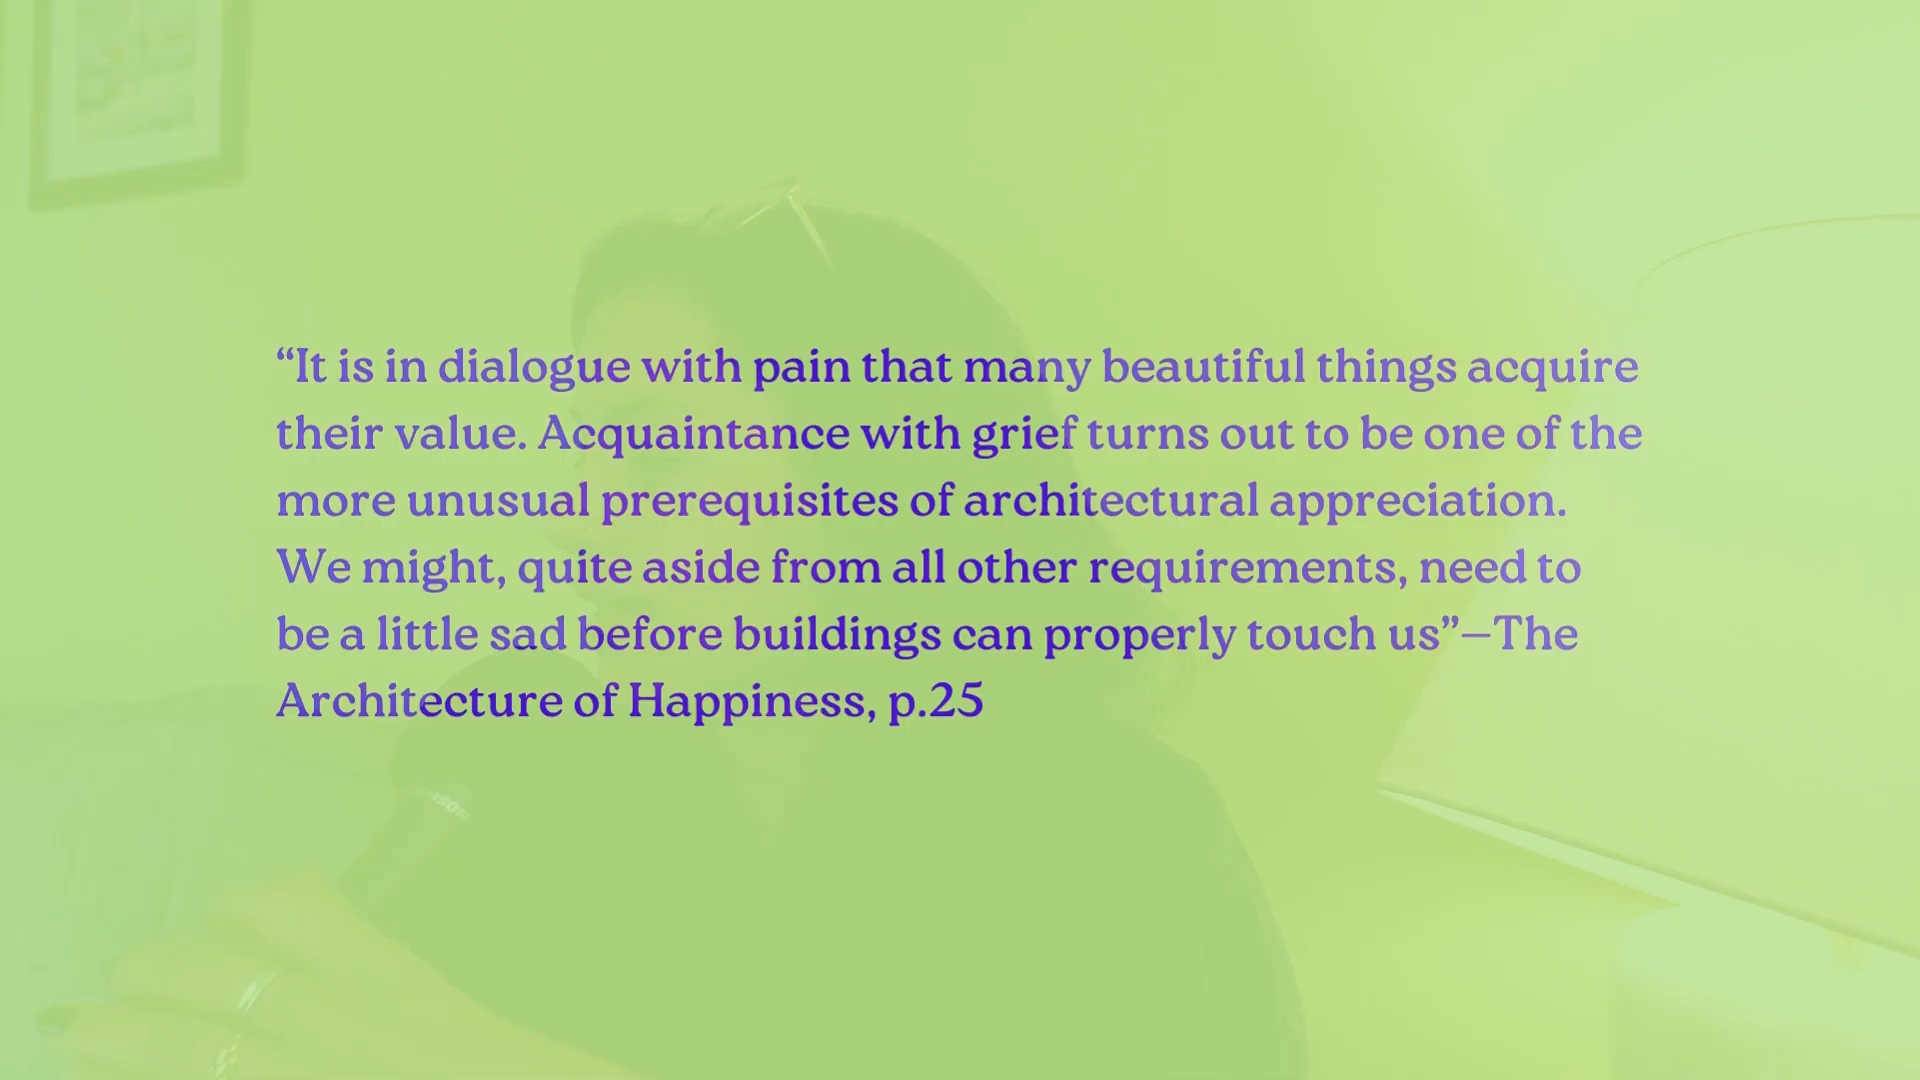 “It is in dialogue with pain that many beautiful things acquire
their value. Acquaintance with grief turns out to be one of the
more unusual prerequisites of architectural appreciation.
We might, quite aside from all other requirements, need to
be a little sad before buildings can properly touch us”—The
Architecture of Happiness, p.25